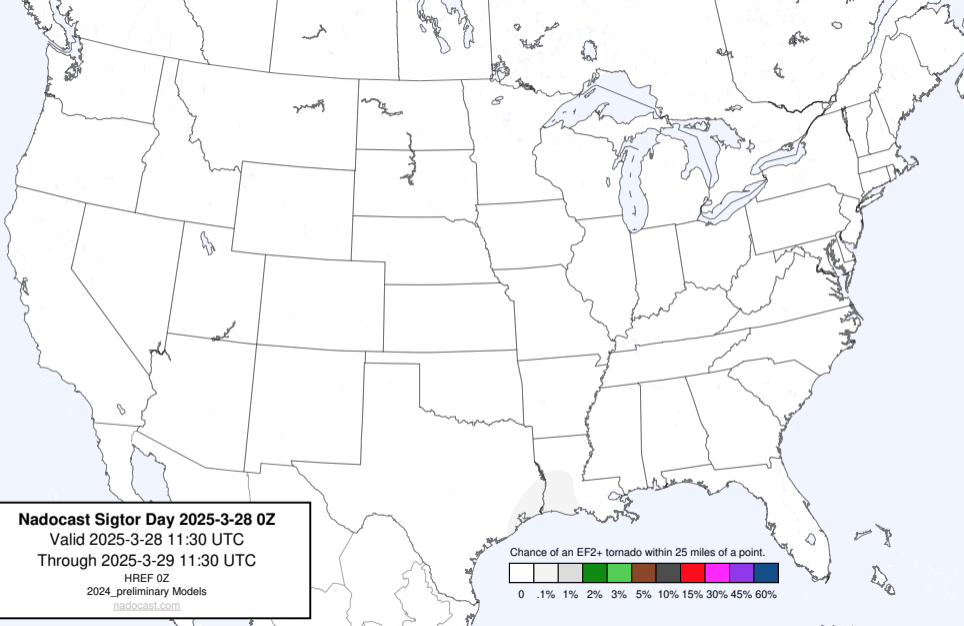 Nadocast Sigtor Day 2025-3-28 0Z
Valid 2025-3-28 11:30 UTC
Through 2025-3-29 11:30 UTC
HREF 0Z
2024_preliminary Models
nadocast.com
Chance of an EF2+ tornado within 25 miles of a point.
0 .1% 1% 2% 3% 5% 10% 15% 30% 45% 60%